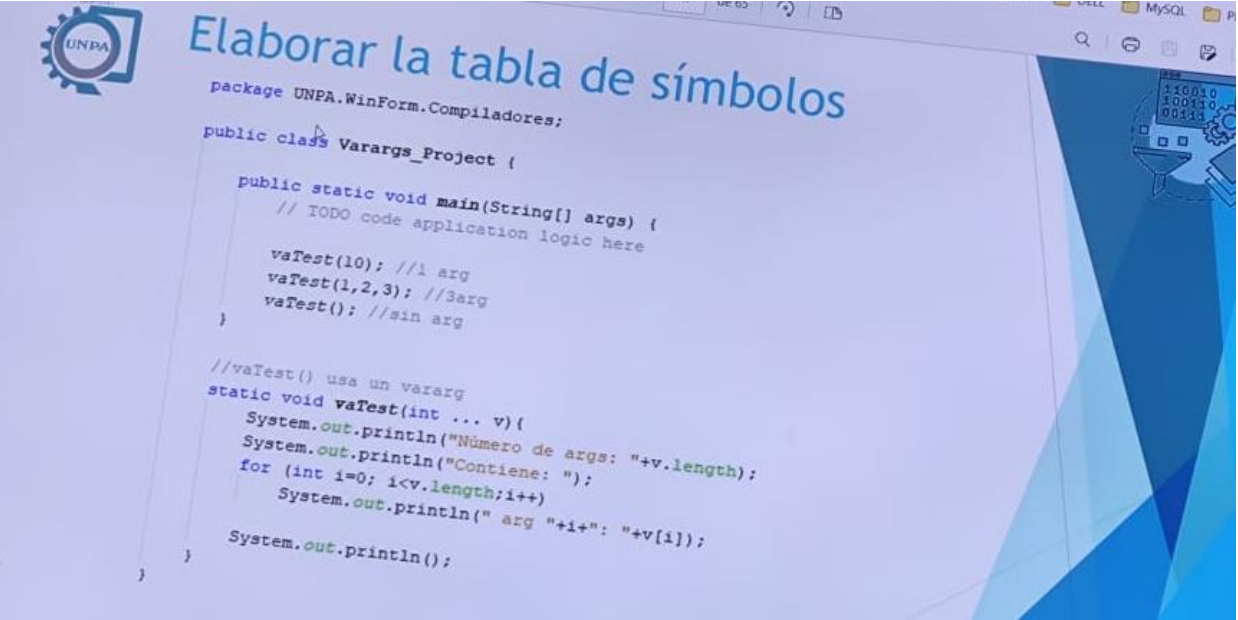 de 65
DELL
MySQL
UNPA
Elaborar la tabla de símbolos
110010
100110
00111
package UNPA.WinForm.Compiladores;
public class Varargs_Project {
public static void main(String[] args) {
// TODO code application logic here
vaTest(10); //1 arg
vaTest(1,2,3); //3arg
vaTest(); //sin arg
}
//vaTest() usa un vararg
static void vaTest(int ... v){
System.out.println("Número de args: "+v.length);
System.out.println("Contiene: ");
for (int i=0; i<v.length;i++)
System.out.println(" arg "+i+": "+v[i]);
System.out.println();
}
}